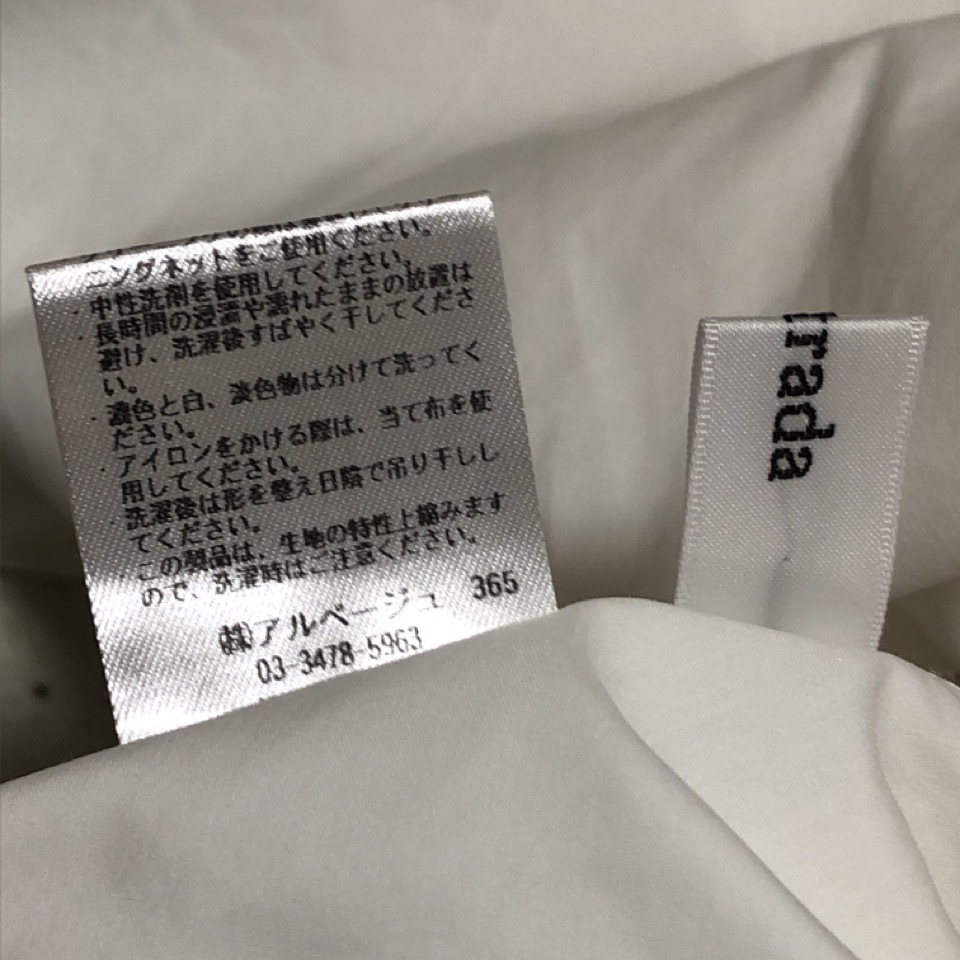 ニングネットをご使用ください。
・中性洗剤を使用してください。
・長時間の浸漬や濡れたままの放置は
避け、洗濯後すばやく干してくださ
い。
・濃色と白、淡色物は分けて洗ってく
ださい。
・アイロンをかける際は、当て布を使
用してください。
・洗濯後は形を整え日陰で吊り干しし
てください。
・この製品は、生地の特性上縮みます
ので、洗濯時はご注意ください。
㈱アルページュ 365
03-3478-5963
trada